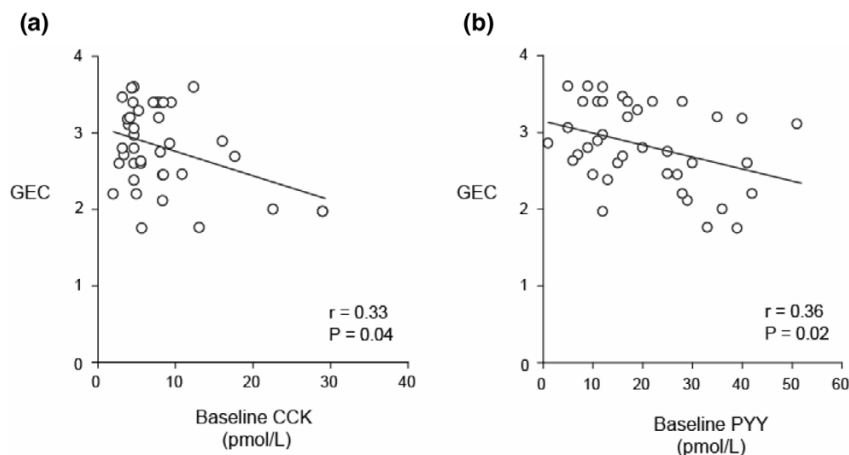 (a)
4
3
GEC
2
1
r = 0.33
P = 0.04
0
0 10 20 30 40
Baseline CCK
(pmol/L)
(b)
4
3
GEC
2
1
r = 0.36
P = 0.02
0
0 10 20 30 40 50 60
Baseline PYY
(pmol/L)